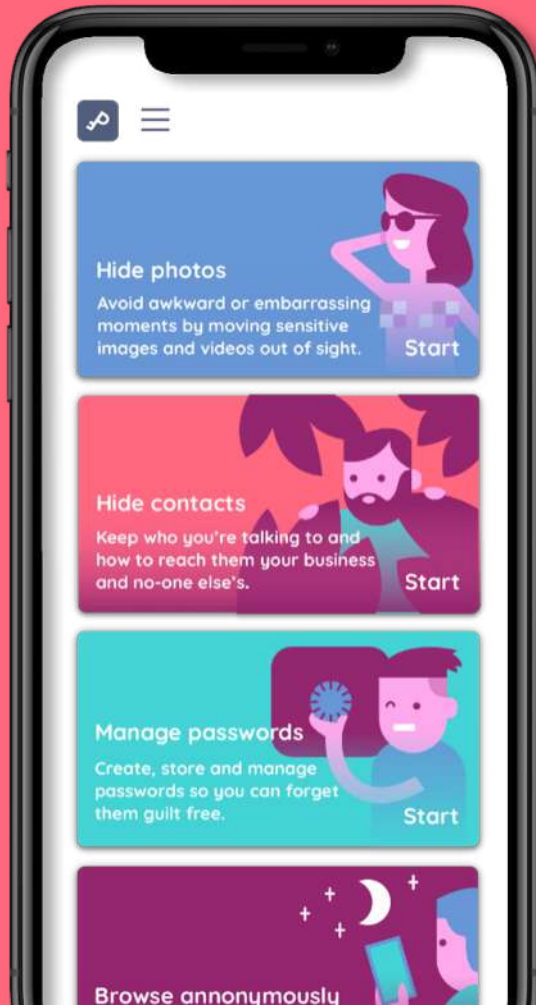 Hide photos
Avoid awkward or embarrassing
moments by moving sensitive
images and videos out of sight.
Start
Hide contacts
Keep who you're talking to and
how to reach them your business
and no-one else's.
Start
Manage passwords
Create, store and manage
passwords so you can forget
them guilt free.
Start
Browse annonymously